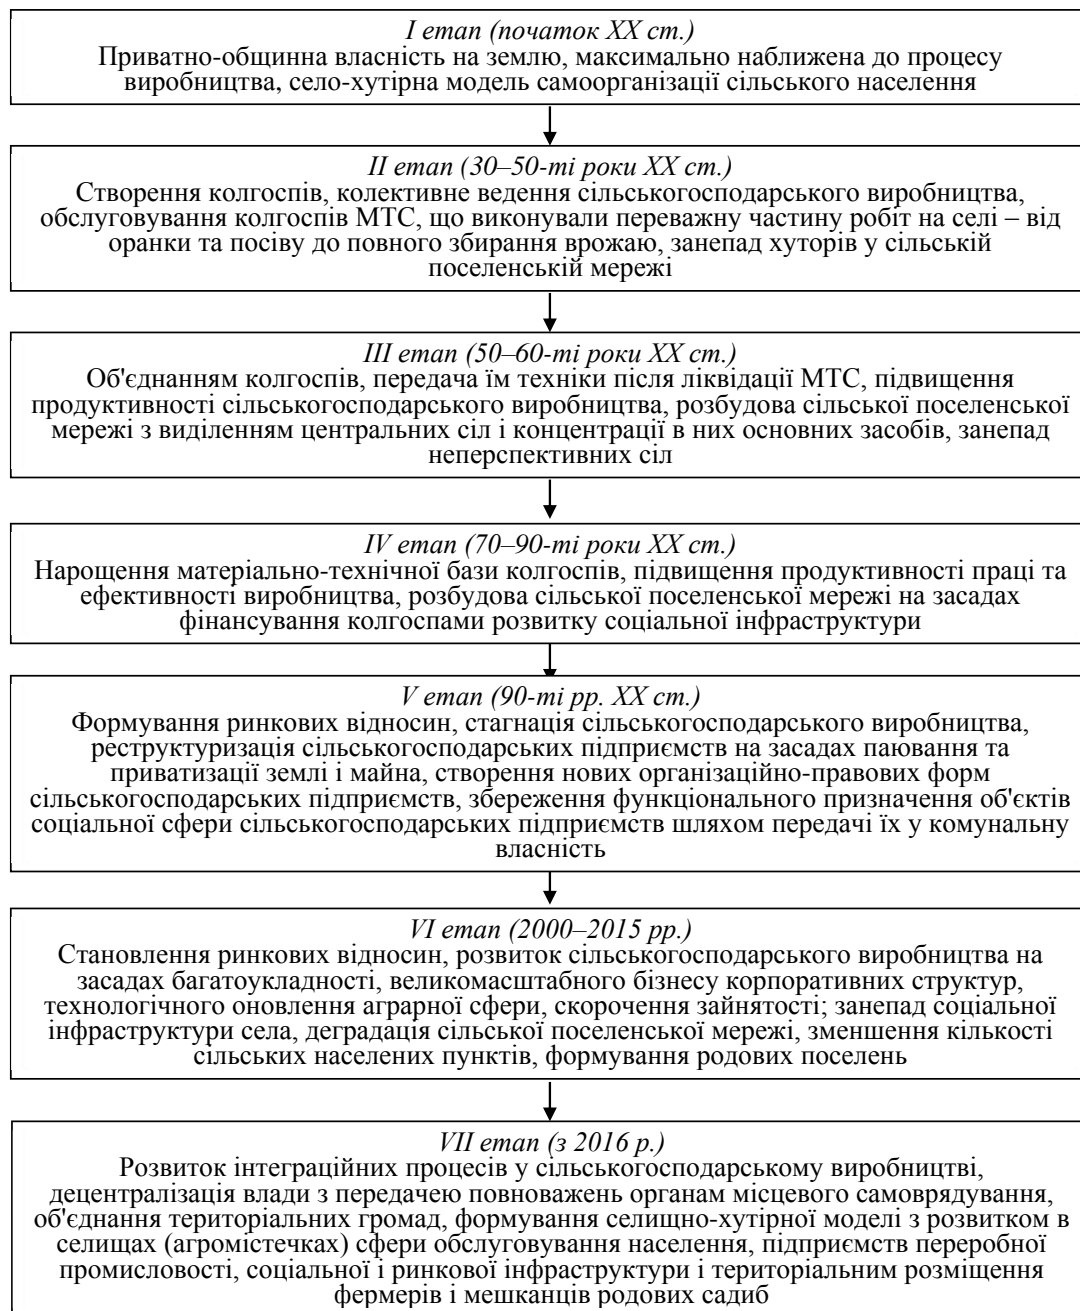 I етап (початок XX ст.)
Приватно-общинна власність на землю, максимально наближена до процесу
виробництва, село-хутірна модель самоорганізації сільського населення
II етап (30–50-ті роки XX ст.)
Створення колгоспів, колективне ведення сільськогосподарського виробництва,
обслуговування колгоспів МТС, що виконували переважну частину робіт на селі – від
оранки та посіву до повного збирання врожаю, занепад хуторів у сільській
поселенській мережі
III етап (50–60-ті роки XX ст.)
Об'єднанням колгоспів, передача їм техніки після ліквідації МТС, підвищення
продуктивності сільськогосподарського виробництва, розбудова сільської поселенської
мережі з виділенням центральних сіл і концентрації в них основних засобів, занепад
неперспективних сіл
IV етап (70–90-ті роки XX ст.)
Нарощення матеріально-технічної бази колгоспів, підвищення продуктивності праці та
ефективності виробництва, розбудова сільської поселенської мережі на засадах
фінансування колгоспами розвитку соціальної інфраструктури
V етап (90-ті рр. XX ст.)
Формування ринкових відносин, стагнація сільськогосподарського виробництва,
реструктуризація сільськогосподарських підприємств на засадах паювання та
приватизації землі і майна, створення нових організаційно-правових форм
сільськогосподарських підприємств, збереження функціонального призначення об'єктів
соціальної сфери сільськогосподарських підприємств шляхом передачі їх у комунальну
власність
VI етап (2000–2015 рр.)
Становлення ринкових відносин, розвиток сільськогосподарського виробництва на
засадах багатоукладності, великомасштабного бізнесу корпоративних структур,
технологічного оновлення аграрної сфери, скорочення зайнятості; занепад соціальної
інфраструктури села, деградація сільської поселенської мережі, зменшення кількості
сільських населених пунктів, формування родових поселень
VII етап (з 2016 р.)
Розвиток інтеграційних процесів у сільськогосподарському виробництві,
децентралізація влади з передачею повноважень органам місцевого самоврядування,
об'єднання територіальних громад, формування селищно-хутірної моделі з розвитком в
селищах (агромістечках) сфери обслуговування населення, підприємств переробної
промисловості, соціальної і ринкової інфраструктури і територіальним розміщення
фермерів і мешканців родових садиб